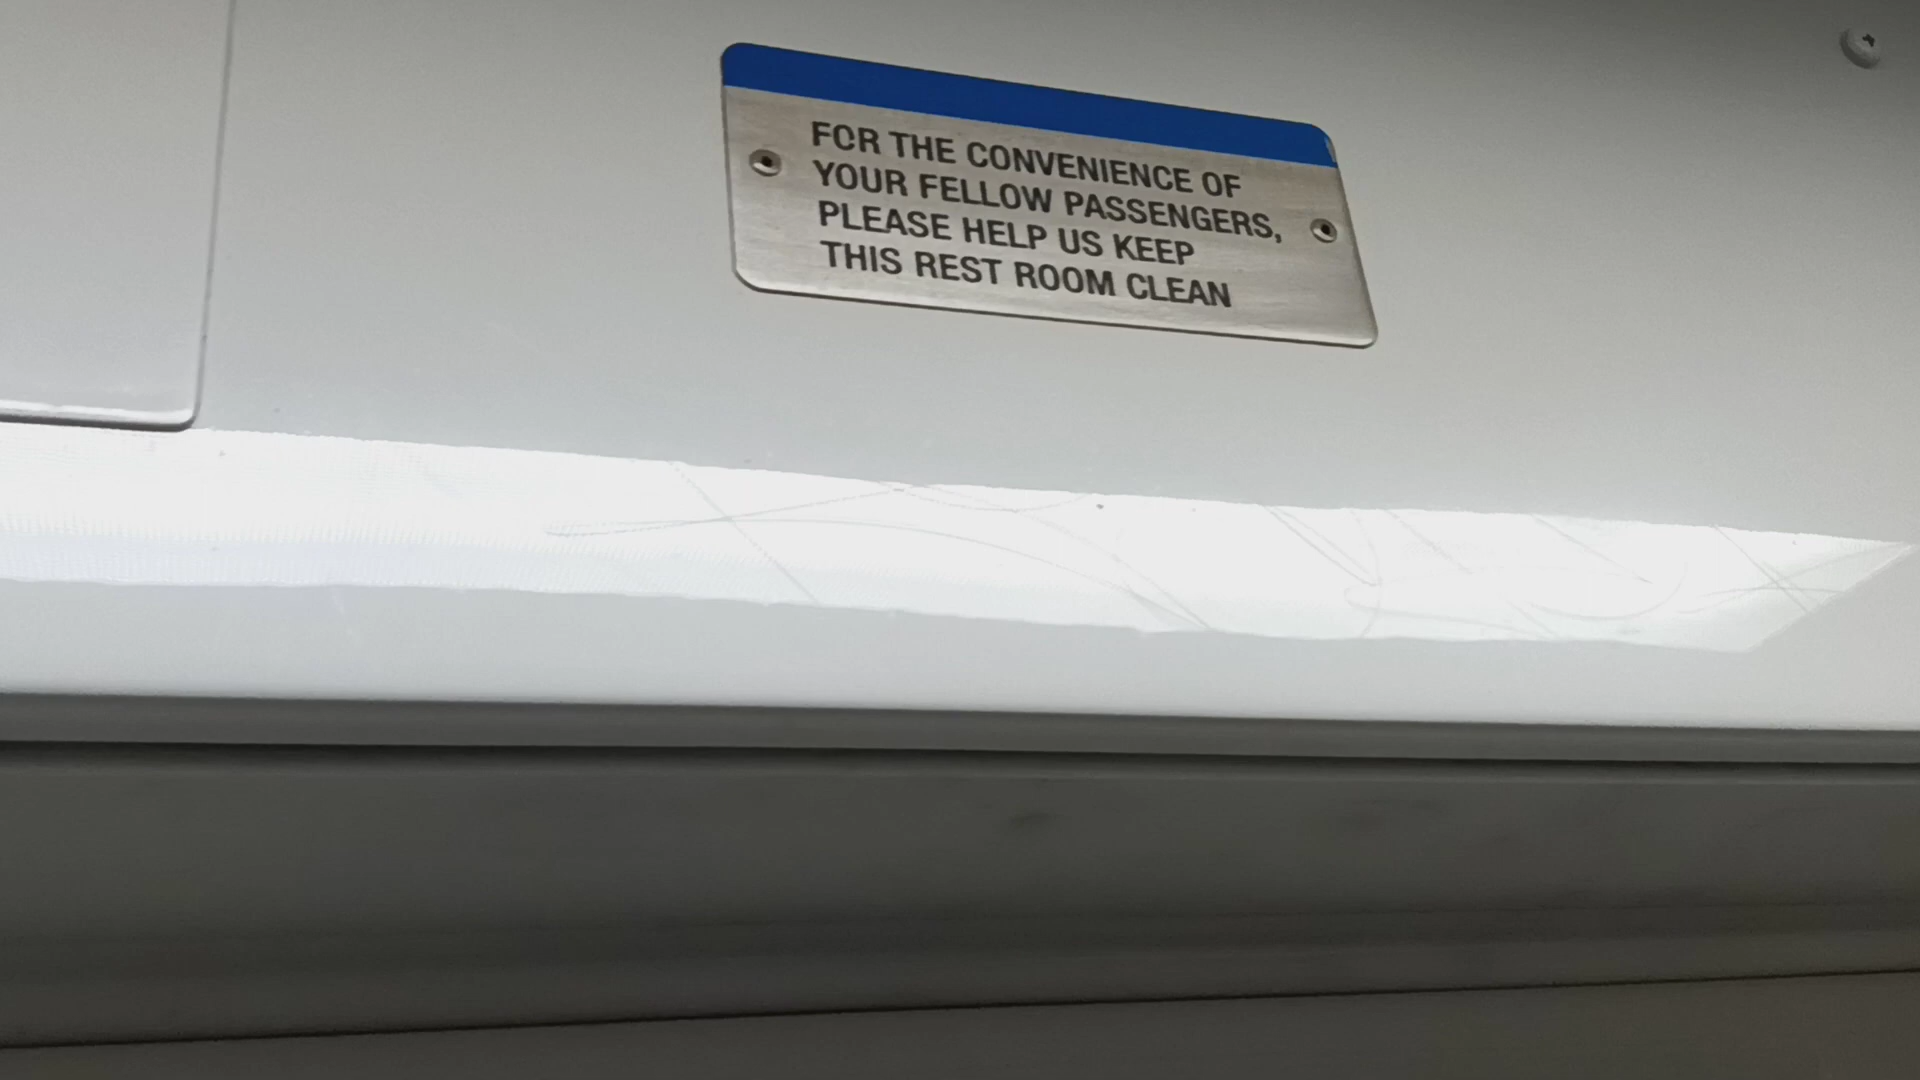 FOR THE CONVENIENCE OF
YOUR FELLOW PASSENGERS,
PLEASE HELP US KEEP
THIS REST ROOM CLEAN